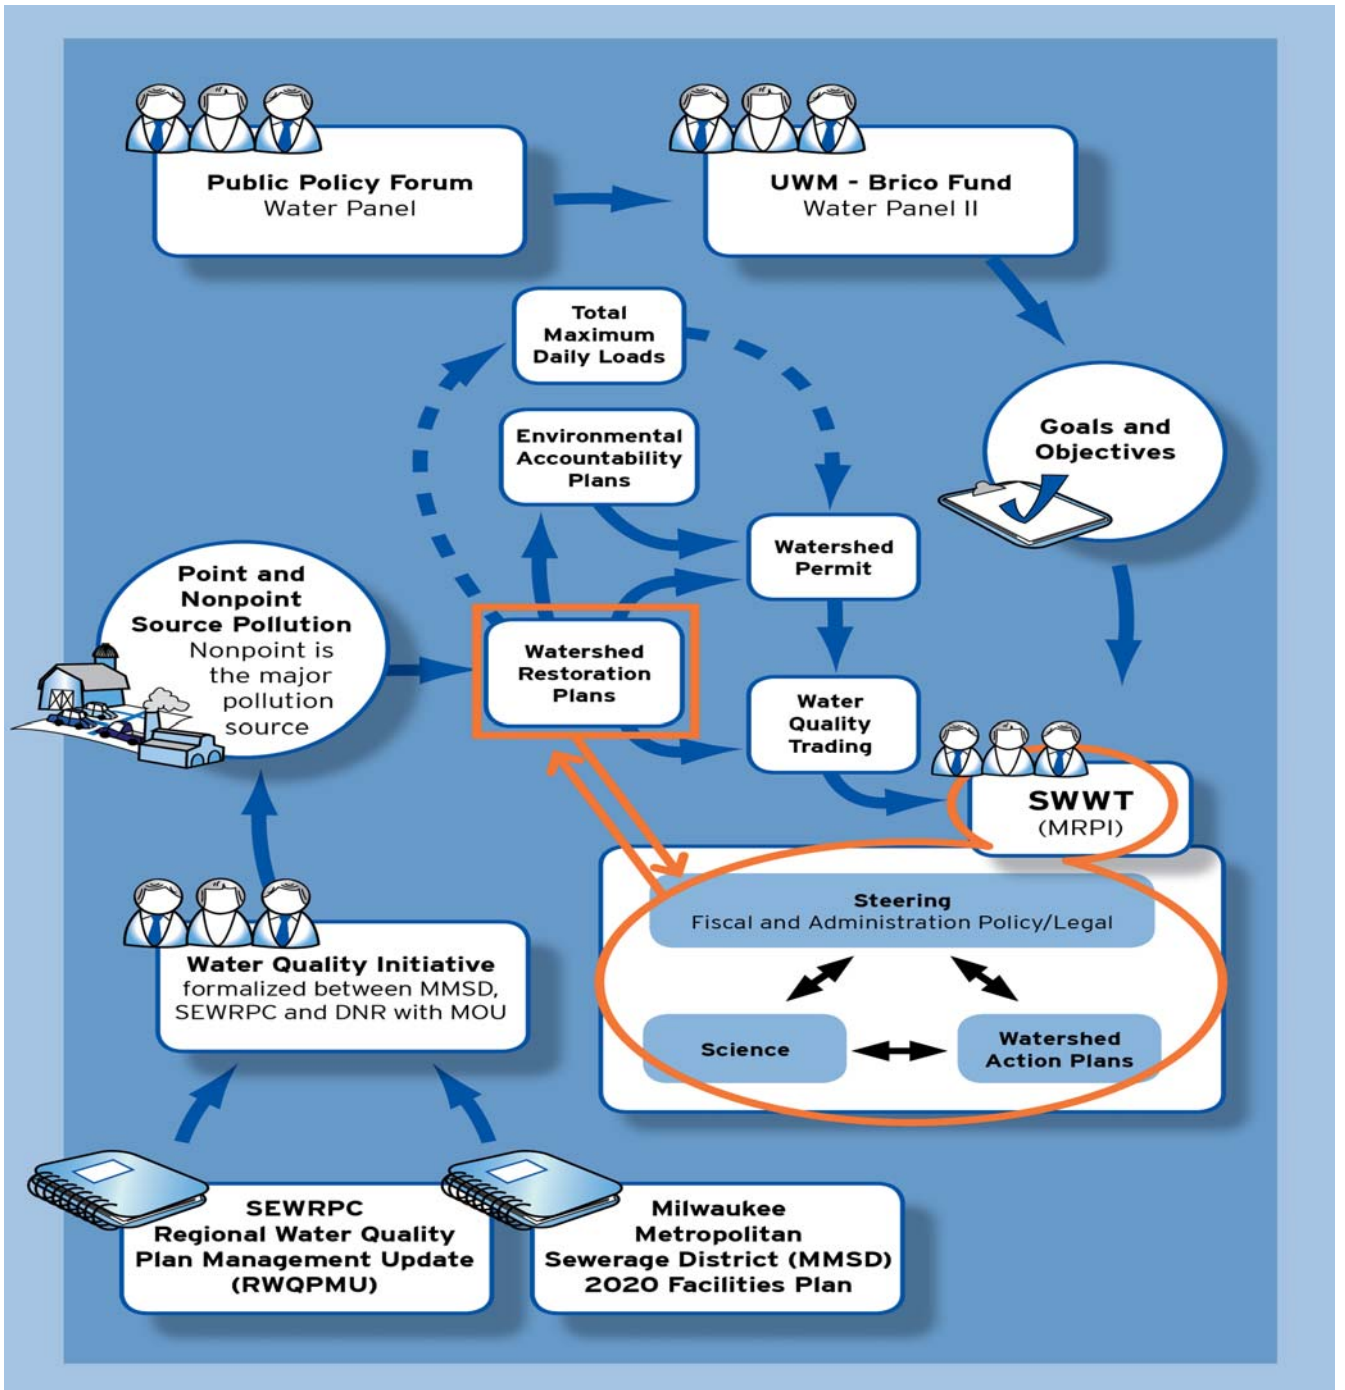 Public Policy Forum
Water Panel
UWM - Brico Fund
Water Panel II
Total
Maximum
Daily Loads
Environmental
Accountability
Plans
Goals and
Objectives
Watershed
Permit
Point and
Nonpoint
Source Pollution
Nonpoint is
the major
pollution
source
Watershed
Restoration
Plans
Water
Quality
Trading
SWWT
(MRPI)
Steering
Fiscal and Administration Policy/Legal
Science
Watershed
Action Plans
Water Quality Initiative
formalized between MMSD,
SEWRPC and DNR with MOU
SEWRPC
Regional Water Quality
Plan Management Update
(RWQPMU)
Milwaukee
Metropolitan
Sewerage District (MMSD)
2020 Facilities Plan